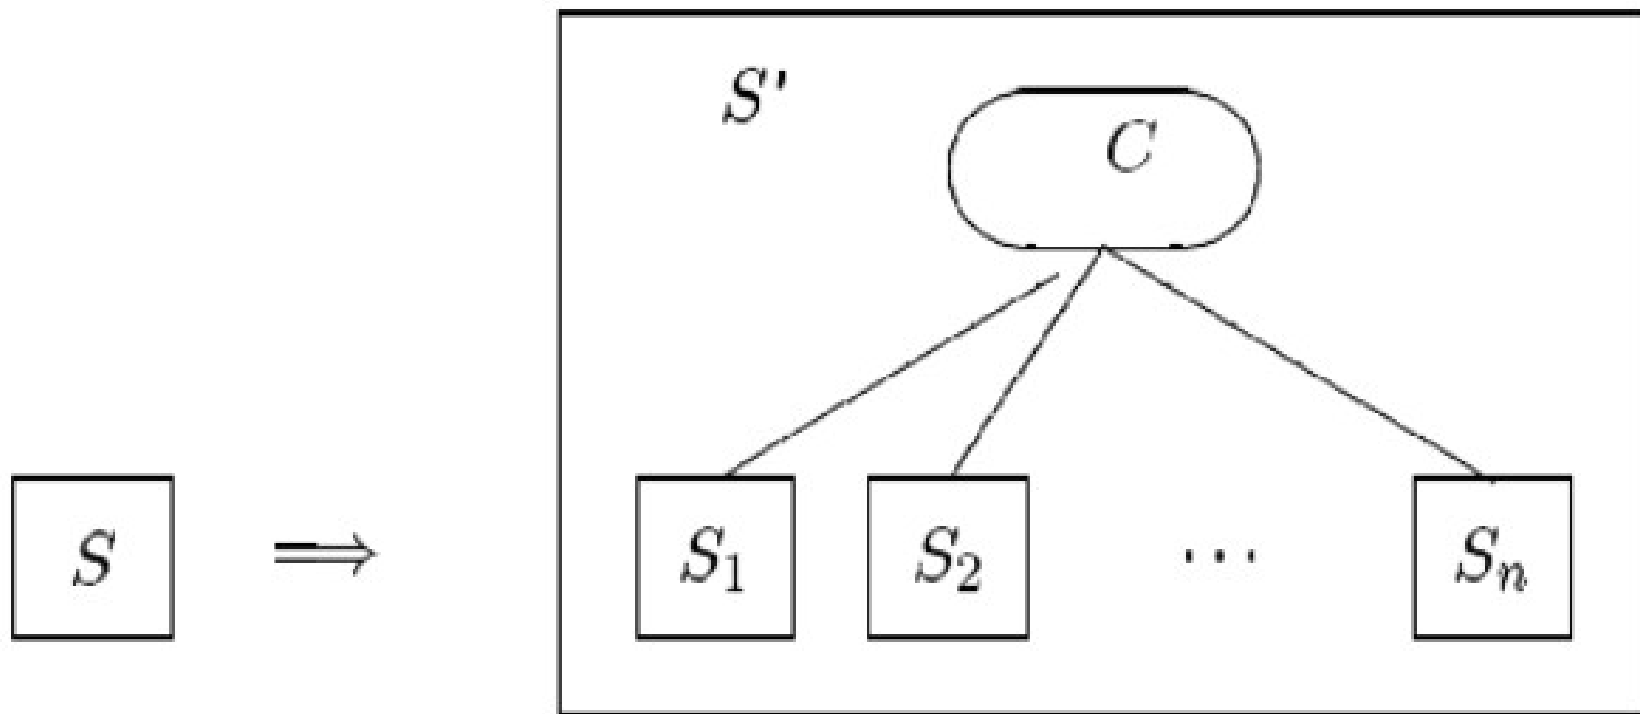 S'
C
S ⟹ S₁ S₂ ⋯ Sₙ